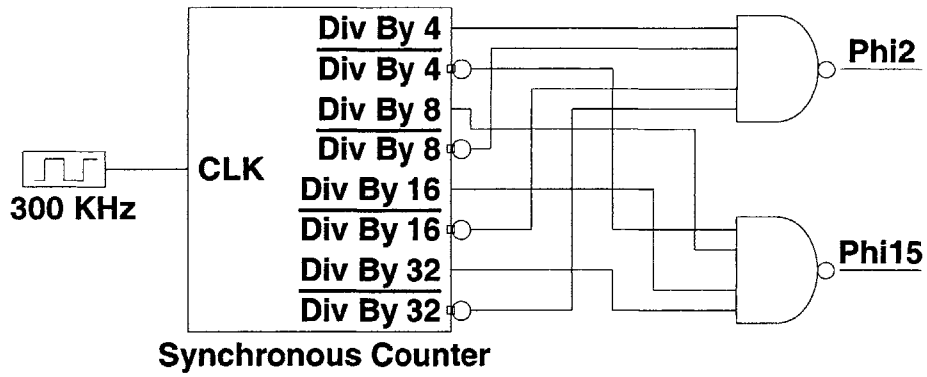 Div By 4
Div By 4
Div By 8
Div By 8
Div By 16
Div By 16
Div By 32
Div By 32
CLK
300 KHz
Phi2
Phi15
Synchronous Counter